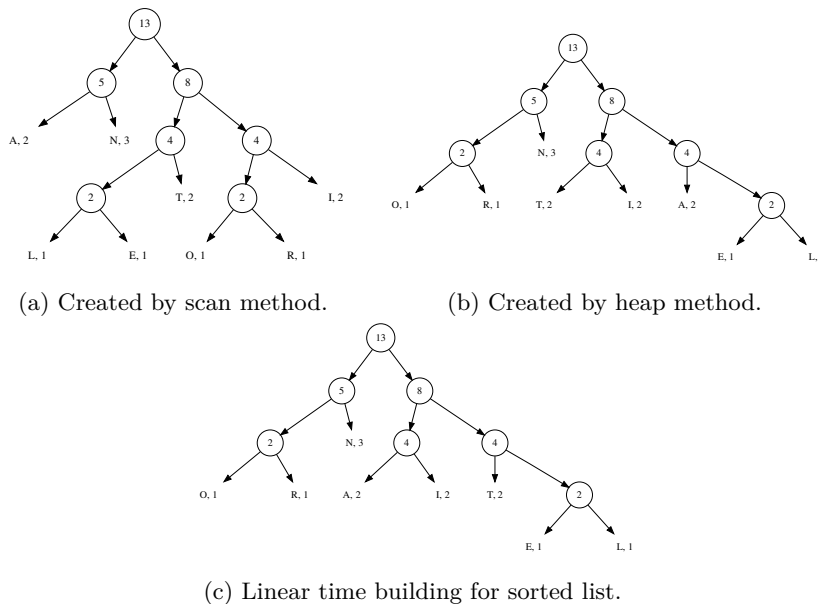 13
5
8
A, 2
N, 3
4
4
2
T, 2
2
I, 2
L, 1
E, 1
O, 1
R, 1
(a) Created by scan method.
13
5
8
2
N, 3
4
4
O, 1
R, 1
T, 2
I, 2
A, 2
2
E, 1
L,
(b) Created by heap method.
13
5
8
2
N, 3
4
4
O, 1
R, 1
A, 2
I, 2
T, 2
2
E, 1
L, 1
(c) Linear time building for sorted list.